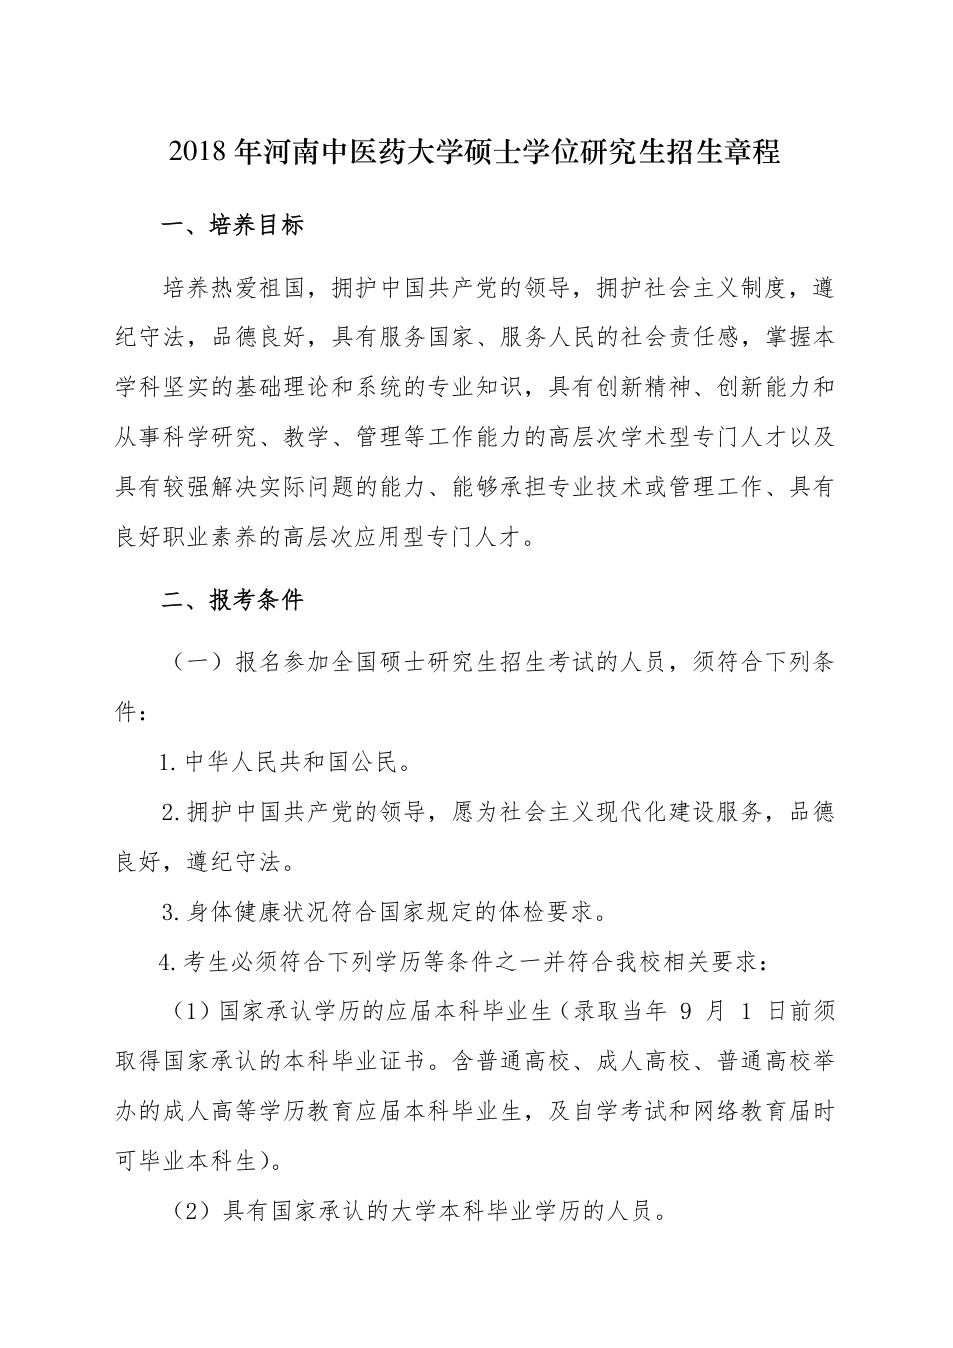 2018 年河南中医药大学硕士学位研究生招生章程
一、培养目标
培养热爱祖国，拥护中国共产党的领导，拥护社会主义制度，遵
纪守法，品德良好，具有服务国家、服务人民的社会责任感，掌握本
学科坚实的基础理论和系统的专业知识，具有创新精神、创新能力和
从事科学研究、教学、管理等工作能力的高层次学术型专门人才以及
具有较强解决实际问题的能力、能够承担专业技术或管理工作、具有
良好职业素养的高层次应用型专门人才。
二、报考条件
（一）报名参加全国硕士研究生招生考试的人员，须符合下列条
件：
1.中华人民共和国公民。
2.拥护中国共产党的领导，愿为社会主义现代化建设服务，品德
良好，遵纪守法。
3.身体健康状况符合国家规定的体检要求。
4.考生必须符合下列学历等条件之一并符合我校相关要求：
（1）国家承认学历的应届本科毕业生（录取当年 9 月 1 日前须
取得国家承认的本科毕业证书。含普通高校、成人高校、普通高校举
办的成人高等学历教育应届本科毕业生，及自学考试和网络教育届时
可毕业本科生）。
（2）具有国家承认的大学本科毕业学历的人员。